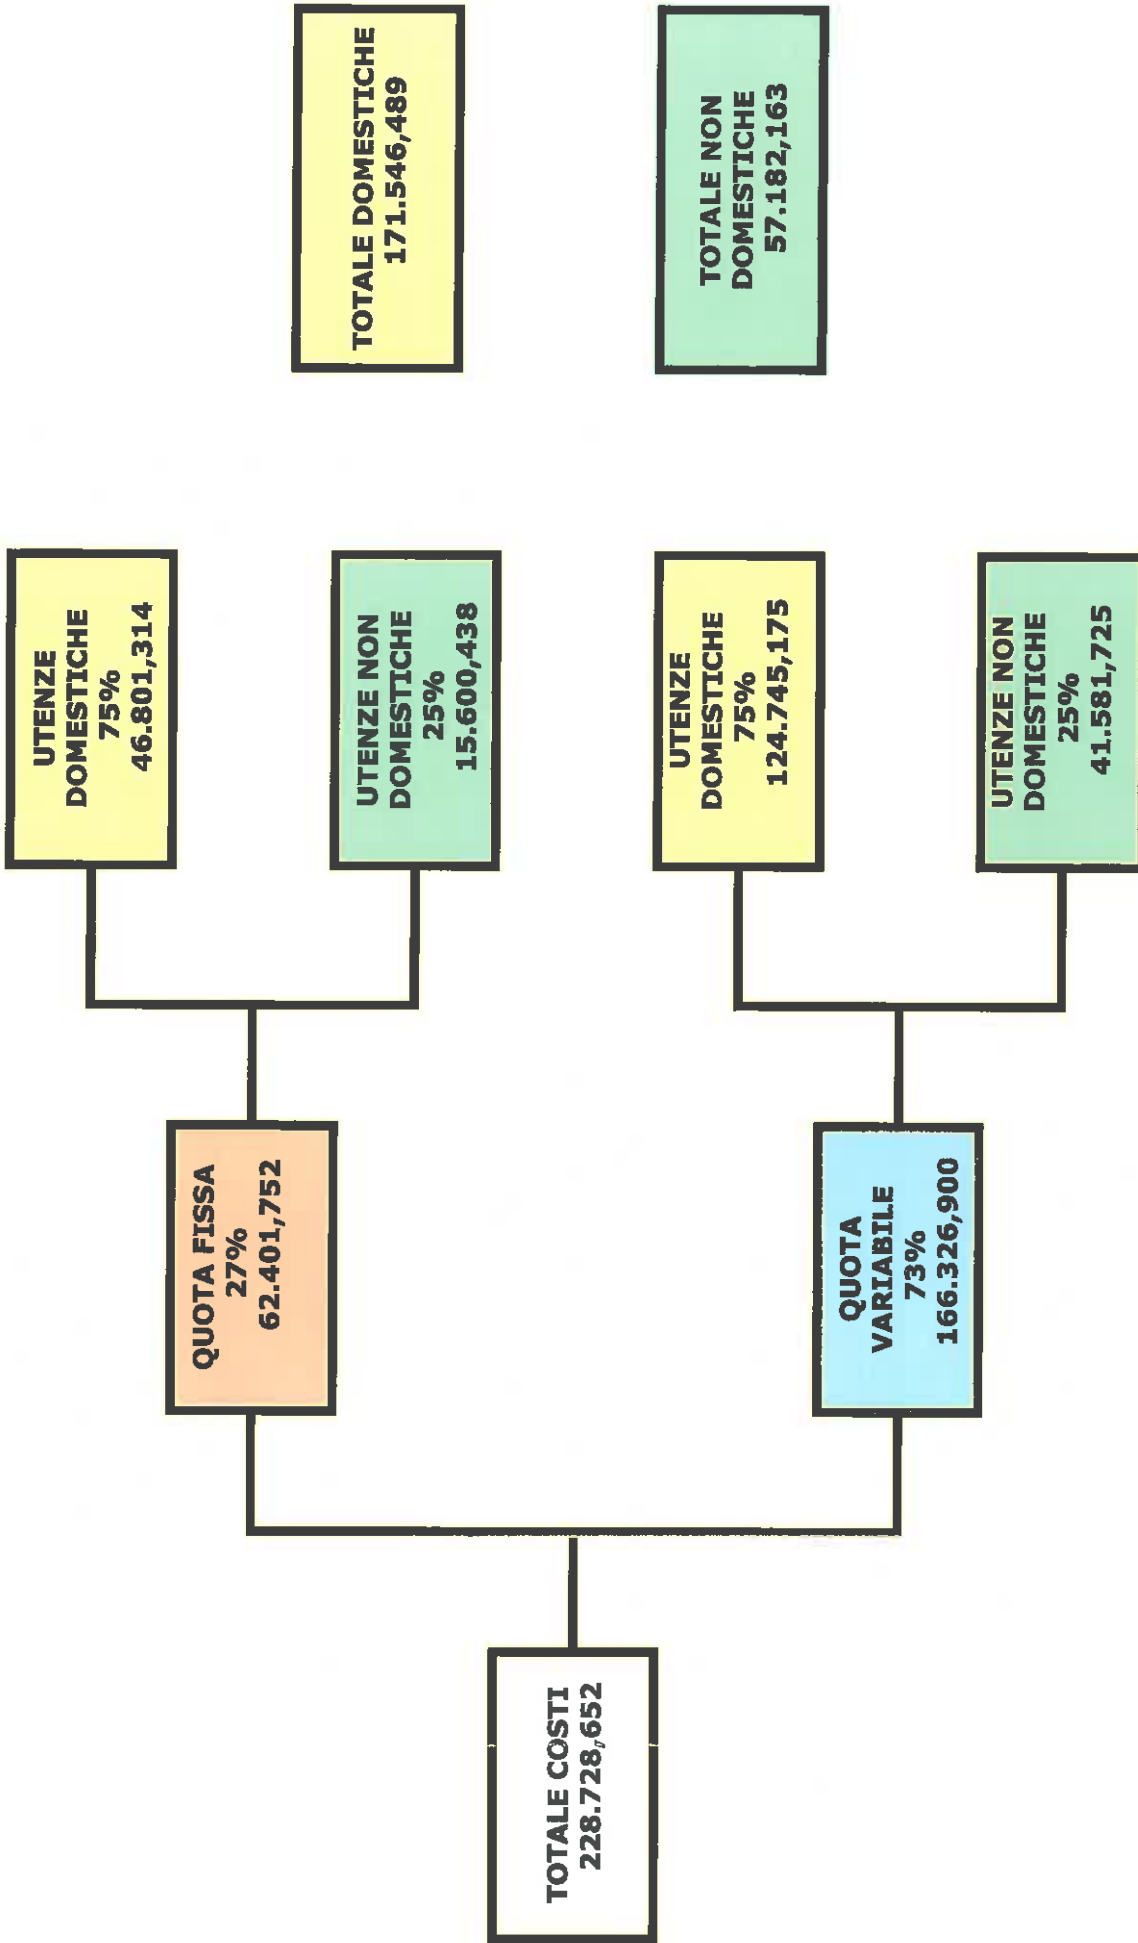 TOTALE COSTI
228.728,652
QUOTA FISSA
27%
62.401,752
QUOTA
VARIABILE
73%
166.326,900
UTENZE
DOMESTICHE
75%
46.801,314
UTENZE NON
DOMESTICHE
25%
15.600,438
UTENZE
DOMESTICHE
75%
124.745,175
UTENZE NON
DOMESTICHE
25%
41.581,725
TOTALE DOMESTICHE
171.546,489
TOTALE NON
DOMESTICHE
57.182,163